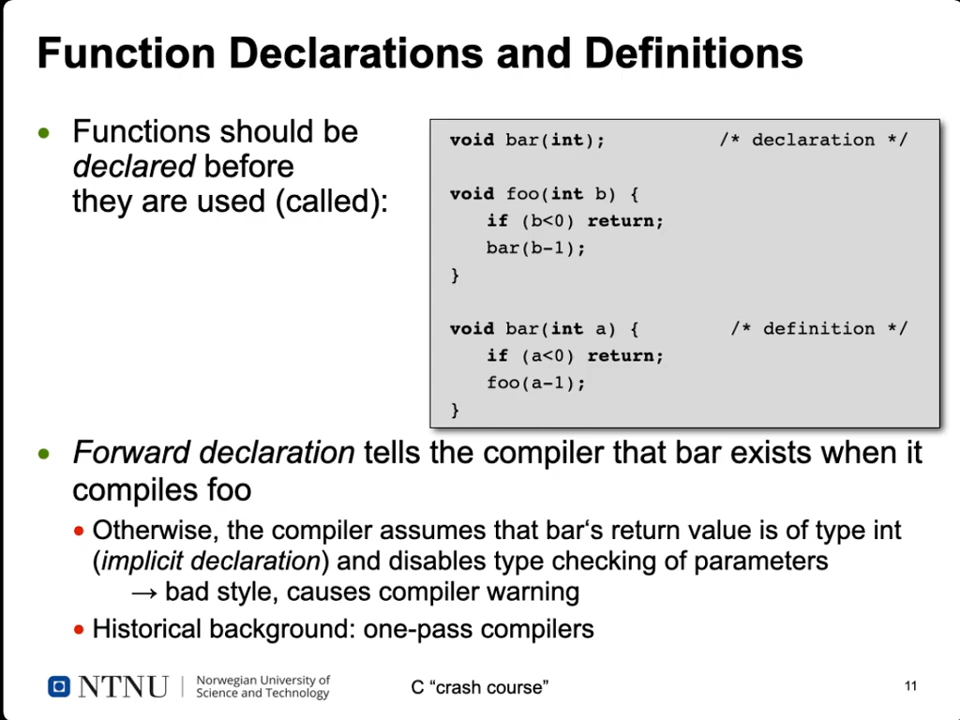 Function Declarations and Definitions
• Functions should be
declared before
they are used (called):
void bar(int); /* declaration */
void foo(int b) {
if (b<0) return;
bar(b-1);
}
void bar(int a) { /* definition */
if (a<0) return;
foo(a-1);
}
• Forward declaration tells the compiler that bar exists when it
compiles foo
• Otherwise, the compiler assumes that bar‘s return value is of type int
(implicit declaration) and disables type checking of parameters
→ bad style, causes compiler warning
• Historical background: one-pass compilers
NTNU
Norwegian University of
Science and Technology
C “crash course”
11